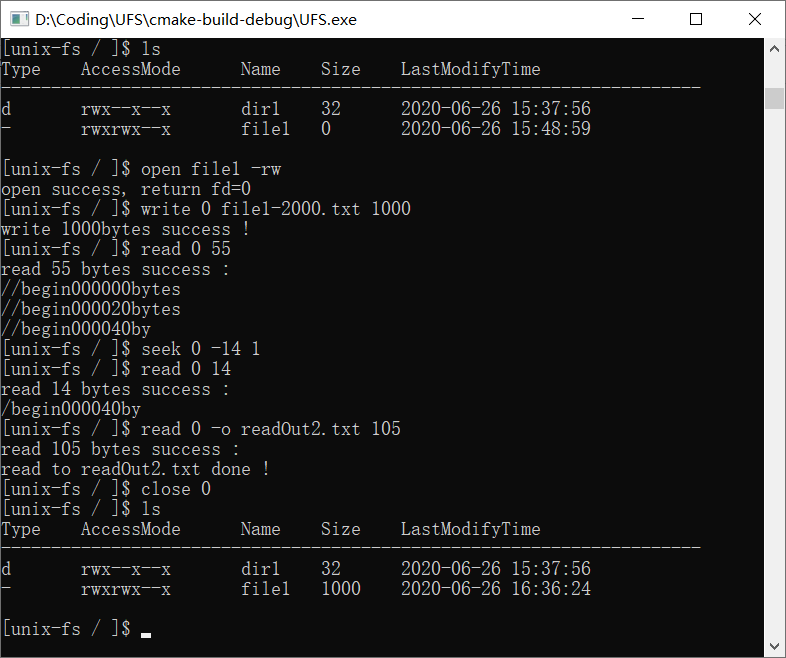 D:\Coding\UFS\cmake-build-debug\UFS.exe
[unix-fs / ]$ ls
Type    AccessMode      Name    Size    LastModifyTime
----------------------------------------------------------------------
d       rwx--x--x       dir1    32      2020-06-26 15:37:56
-       rwxrwx--x       file1   0       2020-06-26 15:48:59

[unix-fs / ]$ open file1 -rw
open success, return fd=0
[unix-fs / ]$ write 0 file1-2000.txt 1000
write 1000bytes success !
[unix-fs / ]$ read 0 55
read 55 bytes success :
//begin000000bytes
//begin000020bytes
//begin000040by
[unix-fs / ]$ seek 0 -14 1
[unix-fs / ]$ read 0 14
read 14 bytes success :
/begin000040by
[unix-fs / ]$ read 0 -o readOut2.txt 105
read 105 bytes success :
read to readOut2.txt done !
[unix-fs / ]$ close 0
[unix-fs / ]$ ls
Type    AccessMode      Name    Size    LastModifyTime
----------------------------------------------------------------------
d       rwx--x--x       dir1    32      2020-06-26 15:37:56
-       rwxrwx--x       file1   1000    2020-06-26 16:36:24

[unix-fs / ]$